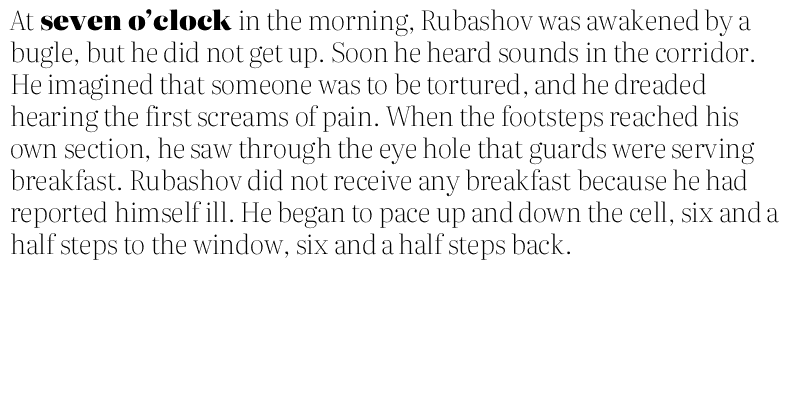 At seven o’clock in the morning, Rubashov was awakened by a
bugle, but he did not get up. Soon he heard sounds in the corridor.
He imagined that someone was to be tortured, and he dreaded
hearing the first screams of pain. When the footsteps reached his
own section, he saw through the eye hole that guards were serving
breakfast. Rubashov did not receive any breakfast because he had
reported himself ill. He began to pace up and down the cell, six and a
half steps to the window, six and a half steps back.